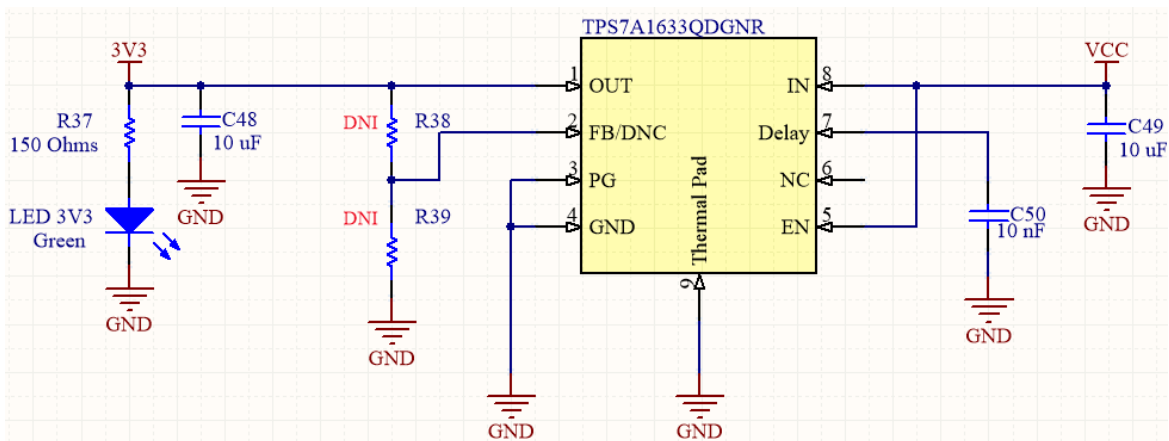 TPS7A1633QDGNR
3V3
VCC
1
OUT
IN
8
R37
150 Ohms
C48
10 uF
DNI
R38
2
FB/DNC
Delay
7
C49
10 uF
3
PG
NC
6
GND
LED 3V3
Green
DNI
R39
4
GND
EN
5
C50
10 nF
GND
Thermal Pad
9
GND
GND
GND
GND
GND